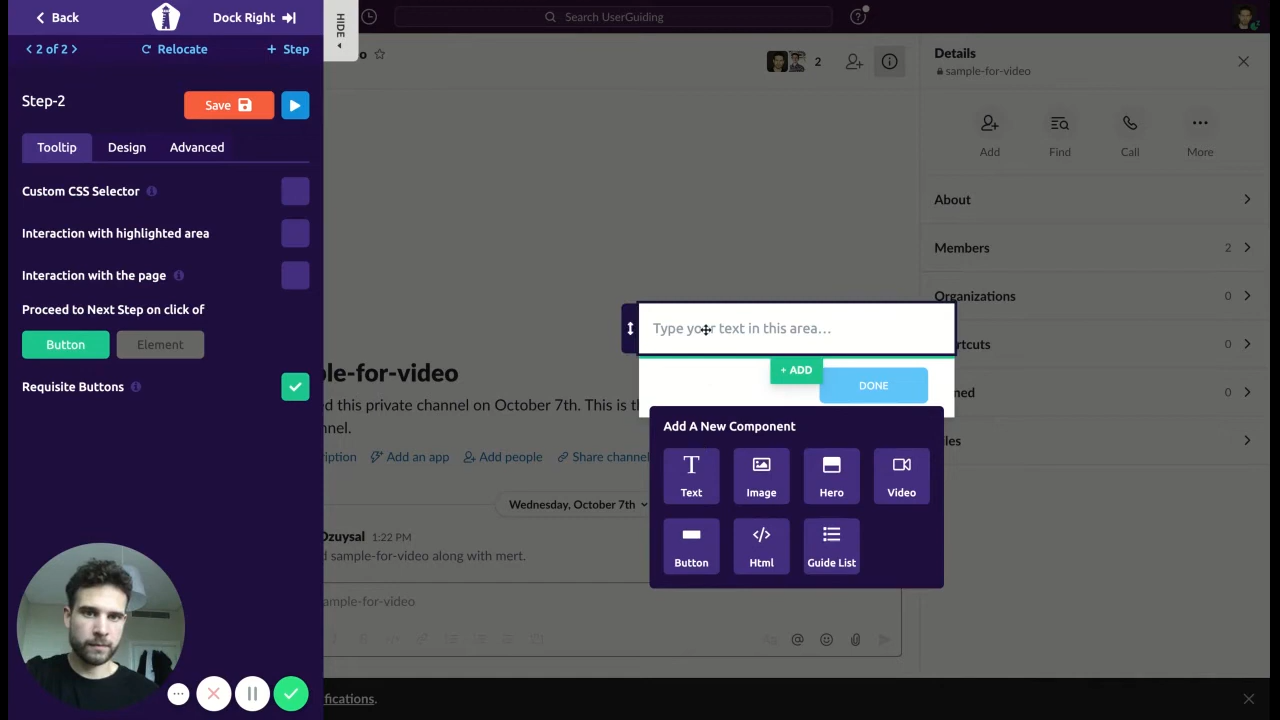 Back
Dock Right
HIDE
2 of 2
Relocate
+ Step
Step-2
Save
Tooltip
Design
Advanced
Custom CSS Selector
Interaction with highlighted area
Interaction with the page
Proceed to Next Step on click of
Button
Element
Requisite Buttons
Search UserGuiding
o
2
Type your text in this area...
+ ADD
DONE
Add A New Component
Text
Image
Hero
Video
Button
Html
Guide List
le-for-video
d this private channel on October 7th. This is th
nnel.
ription
Add an app
Add people
Share channel
Wednesday, October 7th
Ozuysal 1:22 PM
d sample-for-video along with mert.
ample-for-video
fications.
Details
sample-for-video
Add
Find
Call
More
About
Members
2
Organizations
0
rtcuts
0
ned
0
iles